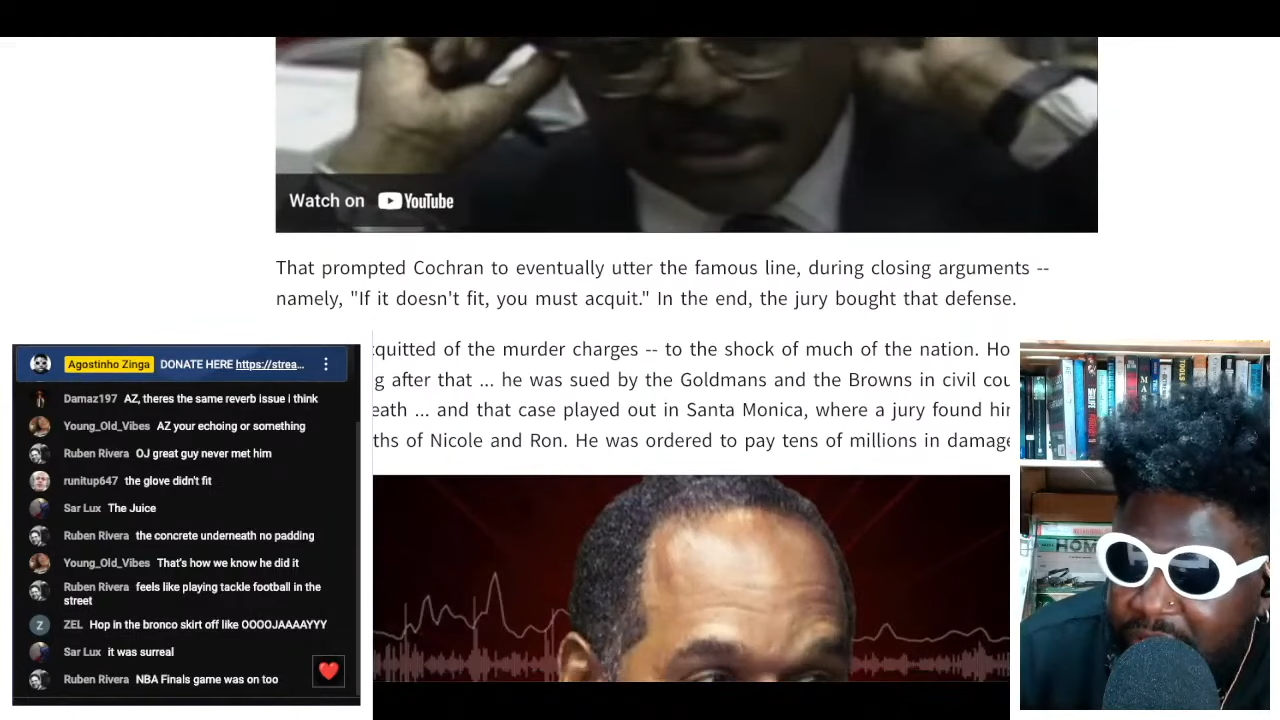 Watch on YouTube
That prompted Cochran to eventually utter the famous line, during closing arguments --
namely, "If it doesn't fit, you must acquit." In the end, the jury bought that defense.
cquitted of the murder charges -- to the shock of much of the nation. Ho
g after that ... he was sued by the Goldmans and the Browns in civil cou
eath ... and that case played out in Santa Monica, where a jury found hir
ths of Nicole and Ron. He was ordered to pay tens of millions in damage
Agostinho Zinga DONATE HERE https://strea...
Damaz197 AZ, theres the same reverb issue i think
Young_Old_Vibes AZ your echoing or something
Ruben Rivera OJ great guy never met him
runitup647 the glove didn't fit
Sar Lux The Juice
Ruben Rivera the concrete underneath no padding
Young_Old_Vibes That's how we know he did it
Ruben Rivera feels like playing tackle football in the
street
Z ZEL Hop in the bronco skirt off like OOOOJAAAAYYY
Sar Lux it was surreal
Ruben Rivera NBA Finals game was on too